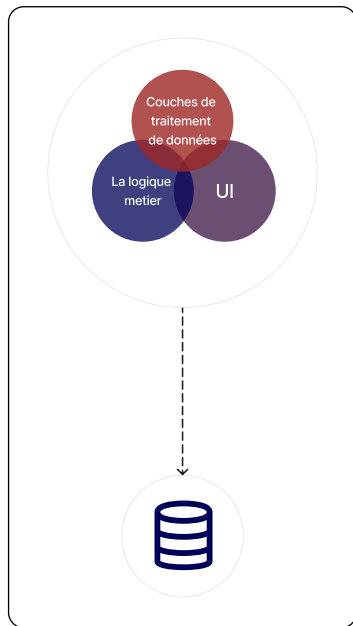 Couches de
traitement
de données
La logique
metier
UI